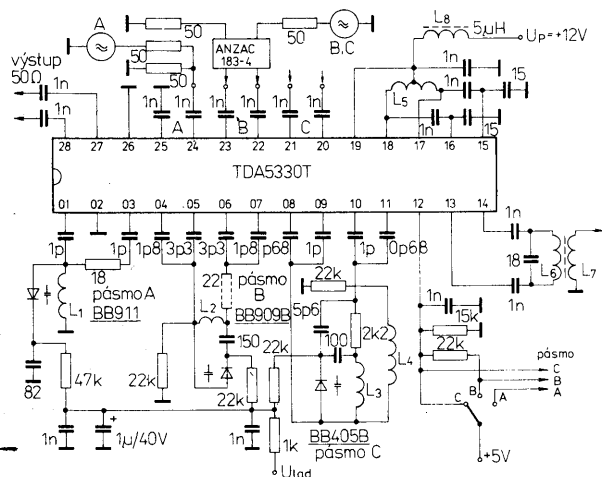 A
50
50
50
ANZAC
183-4
50
B.C
L8
5µH
UP=+12V
výstup
50Ω
1n
1n
1n
1n
1n
1n
1n
1n
A
B
C
L5
1n
1n
1n
15
1n
15
28 27 26 25 24 23 22 21 20 19 18 17 16 15
TDA5330T
01 02 03 04 05 06 07 08 09 10 11 12 13 14
1p
1p
1p8
3p3
3p3
1p8
p68
1p
1p
0p68
1n
18
L6
L7
1n
18
L1
pásmo A
BB911
L2
22
pásmo
B
BB909B
150
22k
5p6
2k2
100
L4
L3
1n
15k
22k
pásmo
C
B
A
B
A
C
82
47k
22k
22k
22k
BB405B
pásmo C
1n
1µ/40V
1n
1k
Ulad
+5V